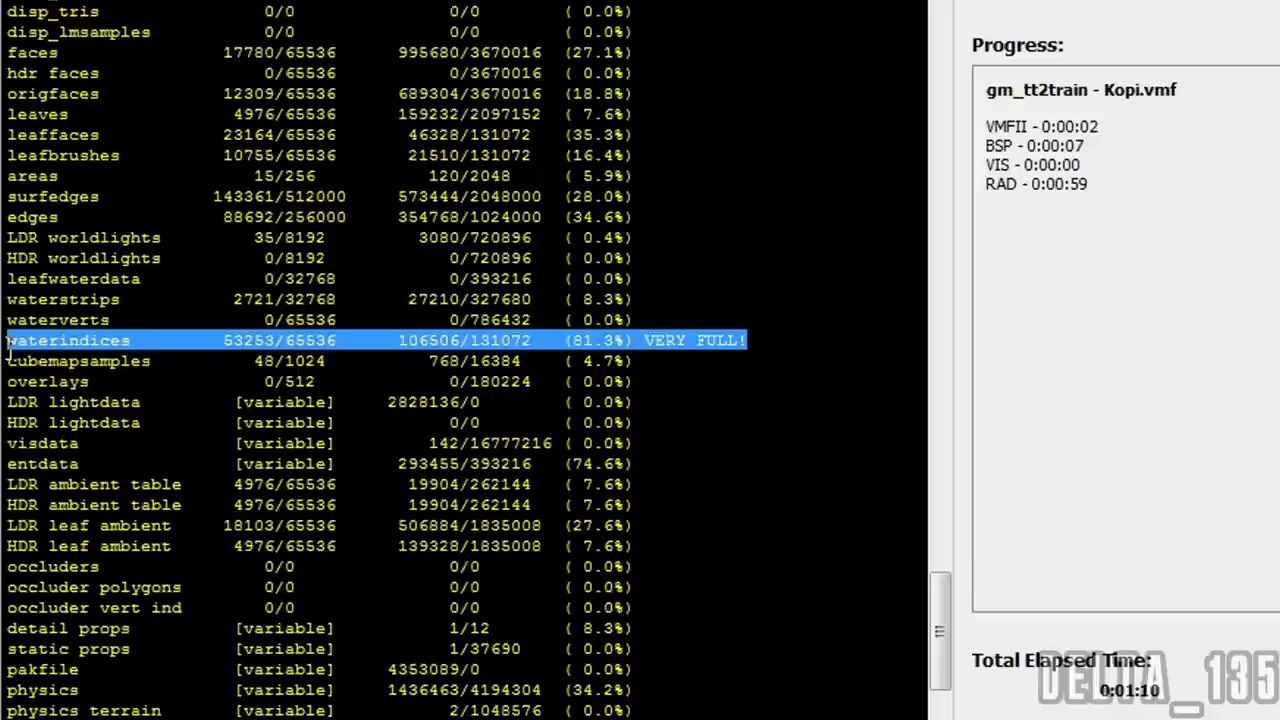 disp_tris 0/0 0/0 ( 0.0%)
disp_lmsamples 0/0 0/0 ( 0.0%)
faces 17780/65536 995680/3670016 (27.1%)
hdr faces 0/65536 0/3670016 ( 0.0%)
origfaces 12309/65536 689304/3670016 (18.8%)
leaves 4976/65536 159232/2097152 ( 7.6%)
leaffaces 23164/65536 46328/131072 (35.3%)
leafbrushes 10755/65536 21510/131072 (16.4%)
areas 15/256 120/2048 ( 5.9%)
surfedges 143361/512000 573444/2048000 (28.0%)
edges 88692/256000 354768/1024000 (34.6%)
LDR worldlights 35/8192 3080/720896 ( 0.4%)
HDR worldlights 0/8192 0/720896 ( 0.0%)
leafwaterdata 0/32768 0/393216 ( 0.0%)
waterstrips 2721/32768 27210/327680 ( 8.3%)
waterverts 0/65536 0/786432 ( 0.0%)
waterindices 53253/65536 106506/131072 (81.3%) VERY FULL!
cubemapsamples 48/1024 768/16384 ( 4.7%)
overlays 0/512 0/180224 ( 0.0%)
LDR lightdata [variable] 2828136/0 ( 0.0%)
HDR lightdata [variable] 0/0 ( 0.0%)
visdata [variable] 142/16777216 ( 0.0%)
entdata [variable] 293455/393216 (74.6%)
LDR ambient table 4976/65536 19904/262144 ( 7.6%)
HDR ambient table 4976/65536 19904/262144 ( 7.6%)
LDR leaf ambient 18103/65536 506884/1835008 (27.6%)
HDR leaf ambient 4976/65536 139328/1835008 ( 7.6%)
occluders 0/0 0/0 ( 0.0%)
occluder polygons 0/0 0/0 ( 0.0%)
occluder vert ind 0/0 0/0 ( 0.0%)
detail props [variable] 1/12 ( 8.3%)
static props [variable] 1/37690 ( 0.0%)
pakfile [variable] 4353089/0 ( 0.0%)
physics [variable] 1436463/4194304 (34.2%)
physics terrain [variable] 2/1048576 ( 0.0%)
Progress:
gm_tt2train - Kopi.vmf
VMFII - 0:00:02
BSP - 0:00:07
VIS - 0:00:00
RAD - 0:00:59
Total Elapsed Time:
0:01:10
DELTA_135